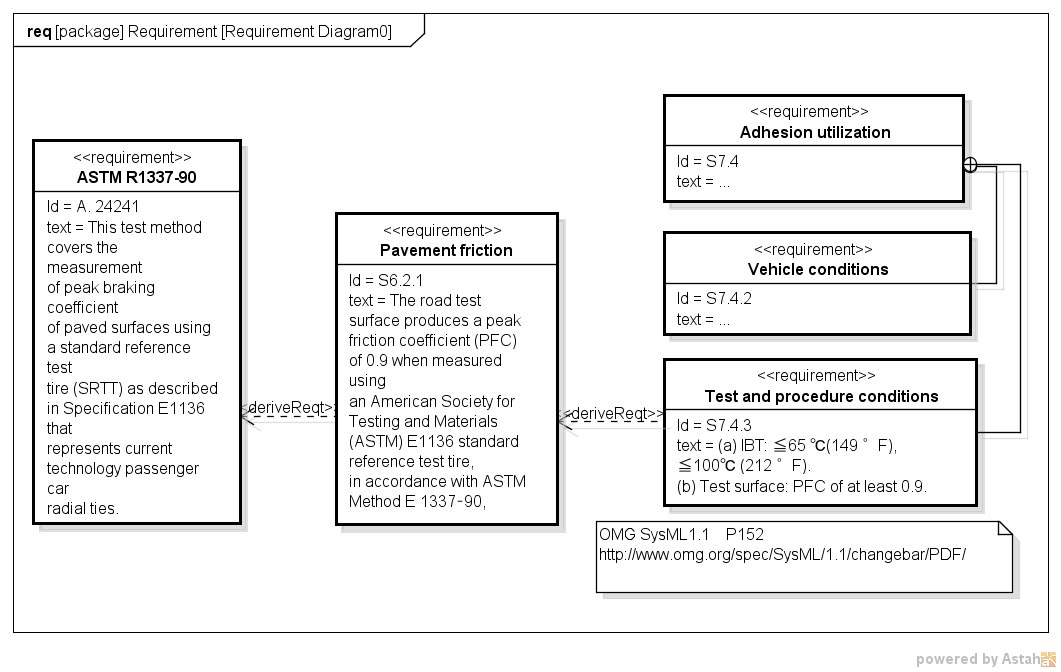 req [package] Requirement [Requirement Diagram0]
<<requirement>>
ASTM R1337-90
Id = A. 24241
text = This test method
covers the
measurement
of peak braking
coefficient
of paved surfaces using
a standard reference
test
tire (SRTT) as described
in Specification E1136
that
represents current
technology passenger
car
radial ties.
<<deriveReqt>>
<<requirement>>
Pavement friction
Id = S6.2.1
text = The road test
surface produces a peak
friction coefficient (PFC)
of 0.9 when measured
using
an American Society for
Testing and Materials
(ASTM) E1136 standard
reference test tire,
in accordance with ASTM
Method E 1337-90,
<<deriveReqt>>
<<requirement>>
Adhesion utilization
Id = S7.4
text = ...
<<requirement>>
Vehicle conditions
Id = S7.4.2
text = ...
<<requirement>>
Test and procedure conditions
Id = S7.4.3
text = (a) IBT: ≦65 ℃(149 ° F),
≦100℃ (212 ° F).
(b) Test surface: PFC of at least 0.9.
OMG SysML1.1 P152
http://www.omg.org/spec/SysML/1.1/changebar/PDF/
powered by Astah